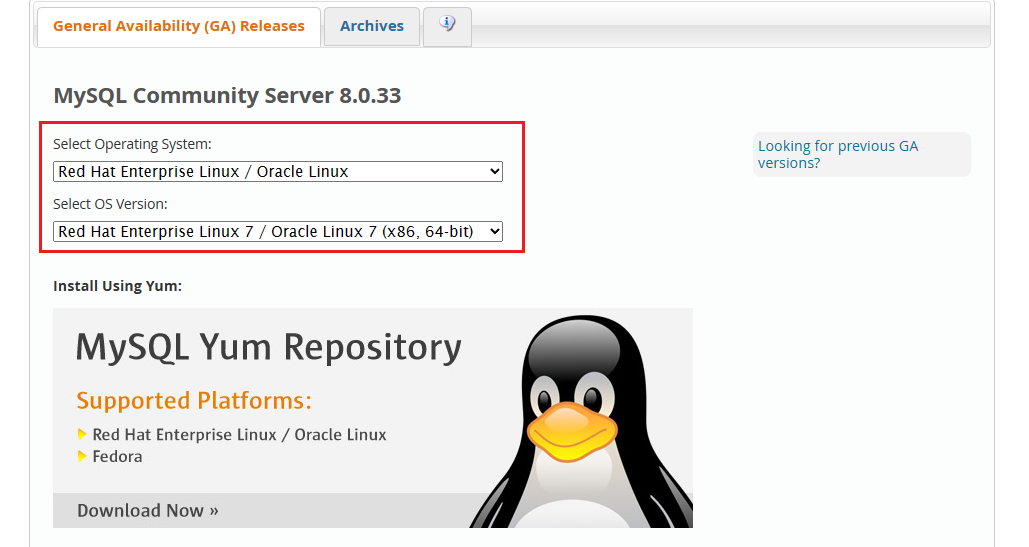 General Availability (GA) Releases
Archives
MySQL Community Server 8.0.33
Select Operating System:
Red Hat Enterprise Linux / Oracle Linux
Select OS Version:
Red Hat Enterprise Linux 7 / Oracle Linux 7 (x86, 64-bit)
Looking for previous GA
versions?
Install Using Yum:
MySQL Yum Repository
Supported Platforms:
Red Hat Enterprise Linux / Oracle Linux
Fedora
Download Now »